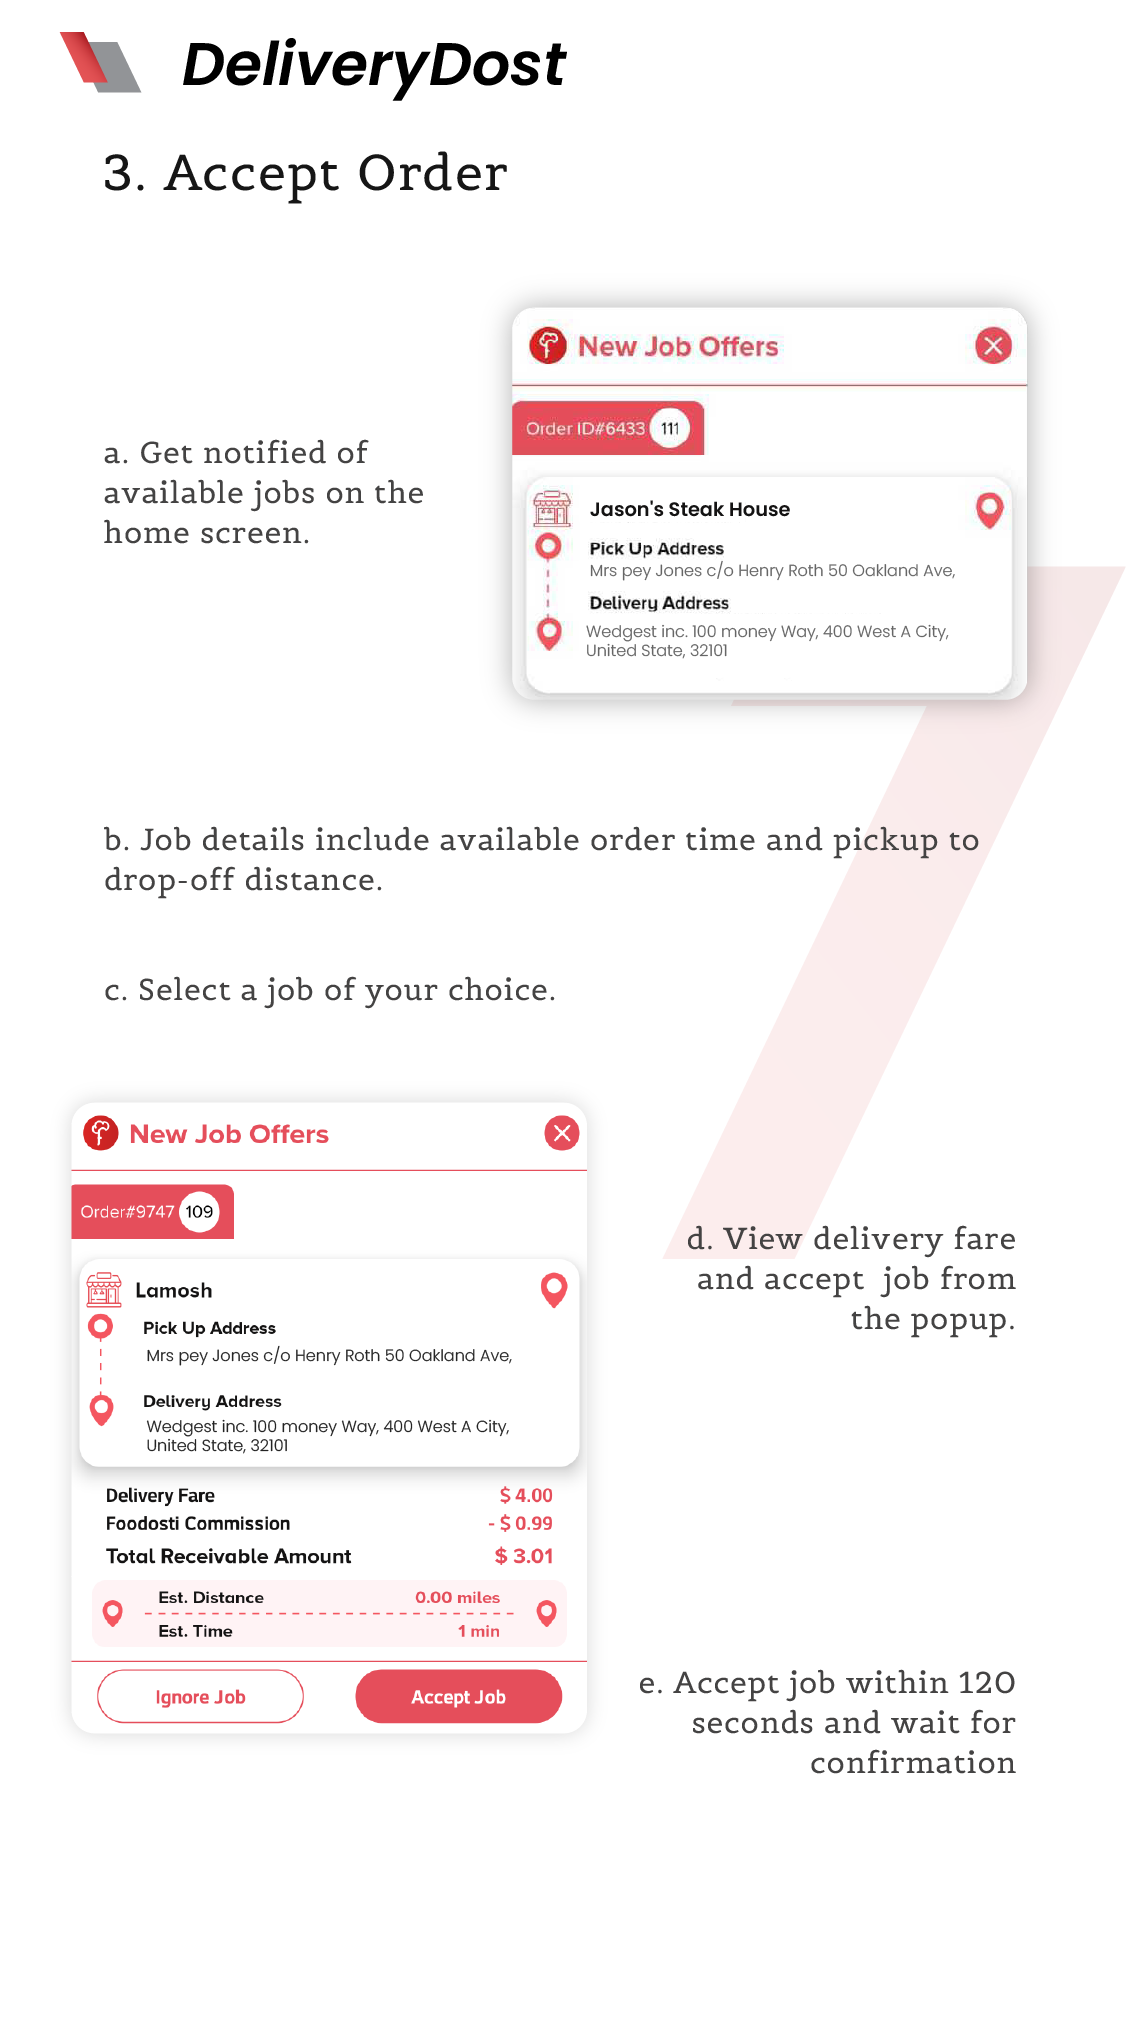 DeliveryDost
3. Accept Order
New Job Offers
Order ID#6433 111
a. Get notified of
available jobs on the
home screen.
Jason's Steak House
Pick Up Address
Mrs pey Jones c/o Henry Roth 50 Oakland Ave,
Delivery Address
Wedgest inc. 100 money Way, 400 West A City,
United State, 32101
b. Job details include available order time and pickup to
drop-off distance.
c. Select a job of your choice.
New Job Offers
Order#9747 109
Lamosh
Pick Up Address
Mrs pey Jones c/o Henry Roth 50 Oakland Ave,
Delivery Address
Wedgest inc. 100 money Way, 400 West A City,
United State, 32101
Delivery Fare $ 4.00
Foodosti Commission - $ 0.99
Total Receivable Amount $ 3.01
Est. Distance 0.00 miles
Est. Time 1 min
Ignore Job Accept Job
d. View delivery fare
and accept job from
the popup.
e. Accept job within 120
seconds and wait for
confirmation